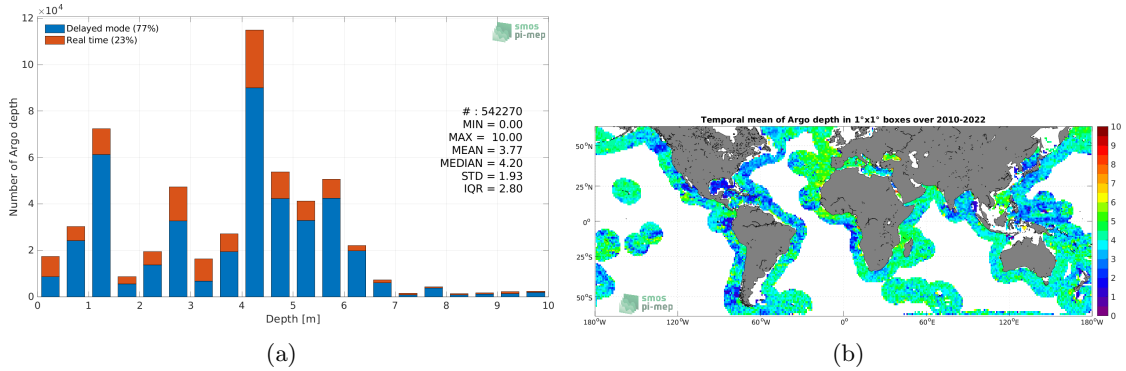 ×10⁴
Delayed mode (77%)
Real time (23%)
smos
pi-mep
12
10
8
6
4
2
0
Number of Argo depth
# : 542270
MIN = 0.00
MAX = 10.00
MEAN = 3.77
MEDIAN = 4.20
STD = 1.93
IQR = 2.80
0 1 2 3 4 5 6 7 8 9 10
Depth [m]
(a)
Temporal mean of Argo depth in 1°x1° boxes over 2010-2022
50°N
25°N
0°
25°S
50°S
smos
pi-mep
180°W 120°W 60°W 0° 60°E 120°E 180°E
10
9
8
7
6
5
4
3
2
1
0
(b)